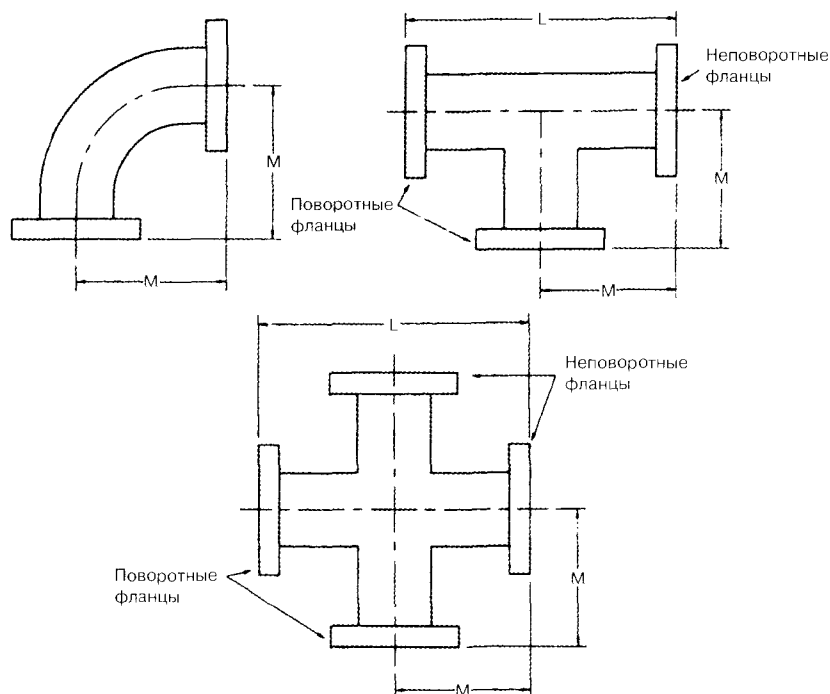 L
Неповоротные
фланцы
M
M
Поворотные
фланцы
M
M
L
Неповоротные
фланцы
Поворотные
фланцы
M
M